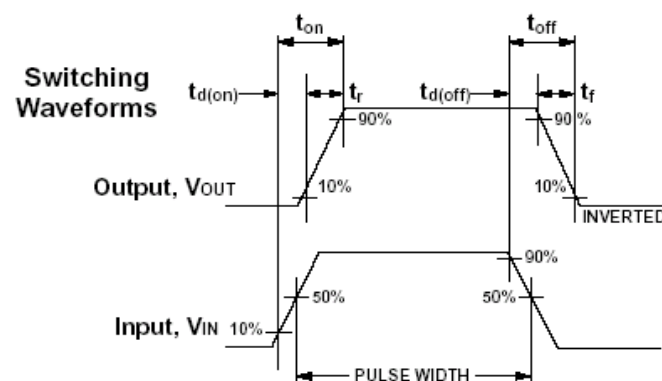 ton
toff
Switching
Waveforms
td(on)
tr
td(off)
tf
90%
90%
Output, VOUT
10%
10%
INVERTED
90%
50%
50%
Input, VIN
10%
PULSE WIDTH